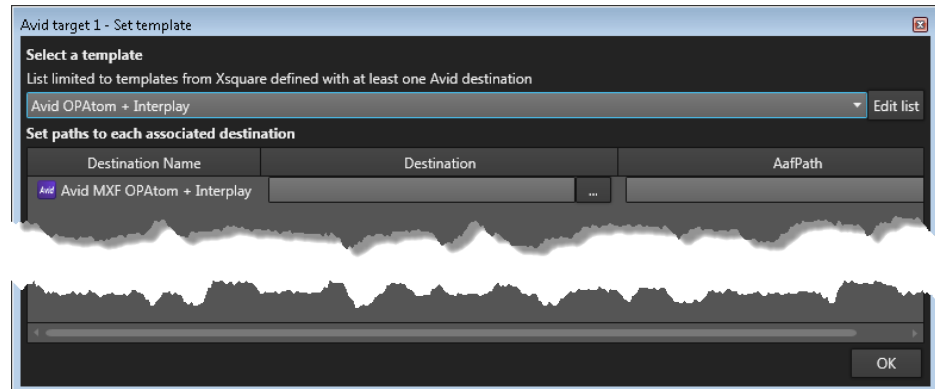 Avid target 1 - Set template
Select a template
List limited to templates from Xsquare defined with at least one Avid destination
Avid OPAtom + Interplay
Edit list
Set paths to each associated destination
Destination Name Destination AafPath
Avid Avid MXF OPAtom + Interplay ...
OK